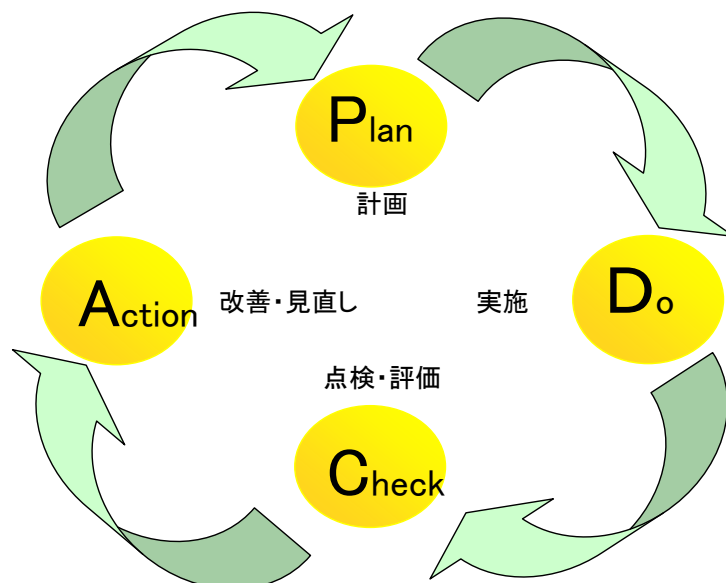 Plan
計画
Action
改善・見直し
実施
Do
点検・評価
Check